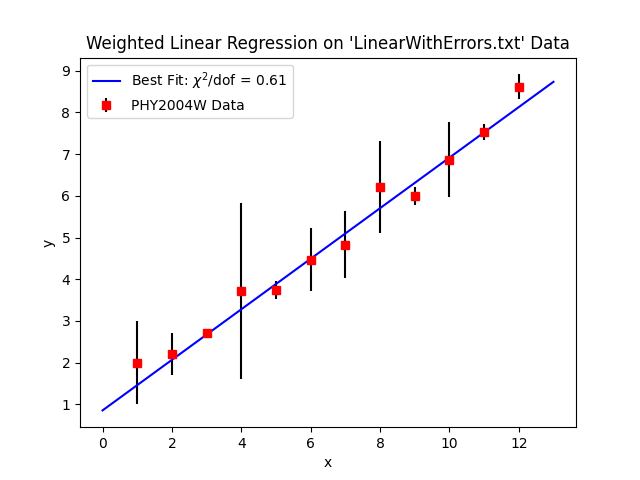 Weighted Linear Regression on 'LinearWithErrors.txt' Data
Best Fit: χ²/dof = 0.61
PHY2004W Data
9
8
7
6
5
4
3
2
1
y
0 2 4 6 8 10 12
x